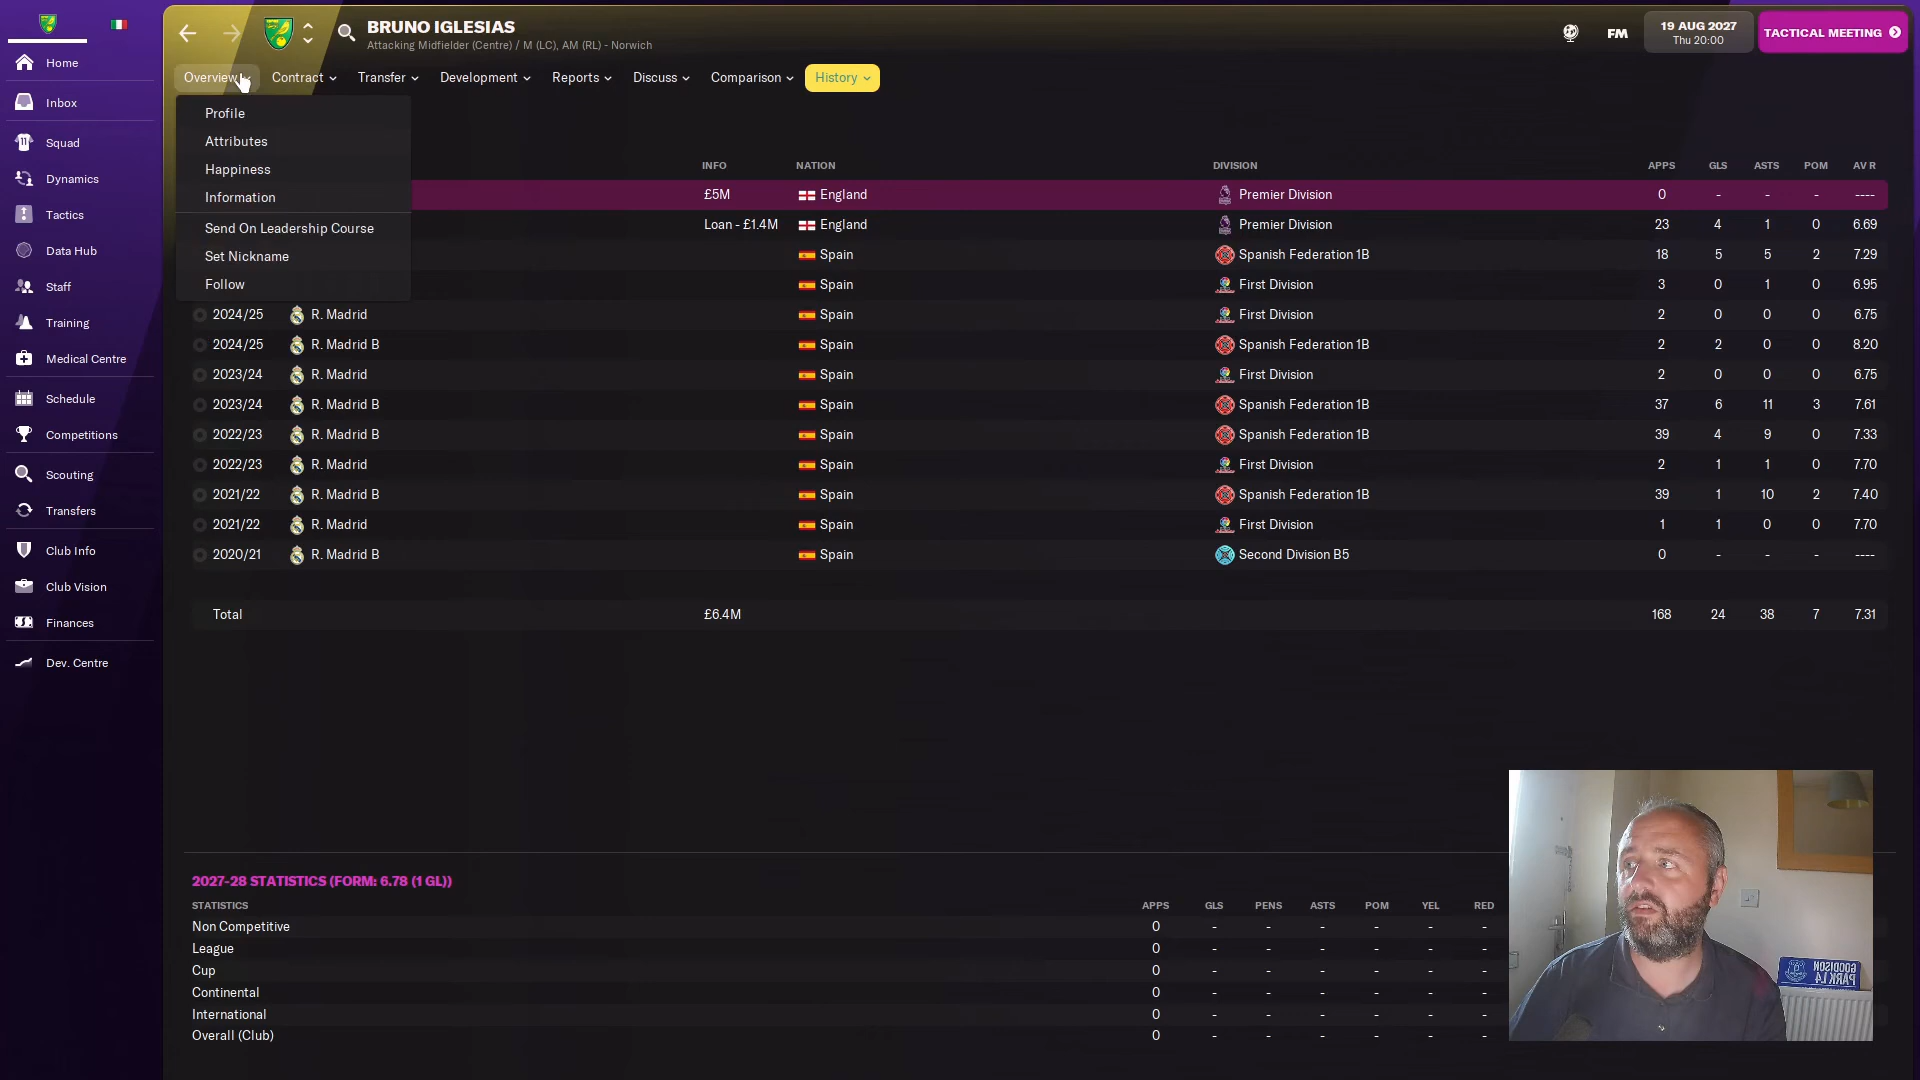 BRUNO IGLESIAS
Attacking Midfielder (Centre) / M (LC), AM (RL) - Norwich
FM
19 AUG 2027
Thu 20:00
TACTICAL MEETING
Overview
Contract
Transfer
Development
Reports
Discuss
Comparison
History
Home
Inbox
Squad
Dynamics
Tactics
Data Hub
Staff
Training
Medical Centre
Schedule
Competitions
Scouting
Transfers
Club Info
Club Vision
Finances
Dev. Centre
Profile
Attributes
Happiness
Information
Send On Leadership Course
Set Nickname
Follow
INFO NATION DIVISION APPS GLS ASTS POM AV R
£5M England Premier Division 0 - - - ----
Loan - £1.4M England Premier Division 23 4 1 0 6.69
Spain Spanish Federation 1B 18 5 5 2 7.29
Spain First Division 3 0 1 0 6.95
2024/25 R. Madrid Spain First Division 2 0 0 0 6.75
2024/25 R. Madrid B Spain Spanish Federation 1B 2 2 0 0 8.20
2023/24 R. Madrid Spain First Division 2 0 0 0 6.75
2023/24 R. Madrid B Spain Spanish Federation 1B 37 6 11 3 7.61
2022/23 R. Madrid B Spain Spanish Federation 1B 39 4 9 0 7.33
2022/23 R. Madrid Spain First Division 2 1 1 0 7.70
2021/22 R. Madrid B Spain Spanish Federation 1B 39 1 10 2 7.40
2021/22 R. Madrid Spain First Division 1 1 0 0 7.70
2020/21 R. Madrid B Spain Second Division B5 0 - - - ----
Total £6.4M 168 24 38 7 7.31
2027-28 STATISTICS (FORM: 6.78 (1 GL))
STATISTICS APPS GLS PENS ASTS POM YEL RED
Non Competitive 0 - - - - - -
League 0 - - - - - -
Cup 0 - - - - - -
Continental 0 - - - - - -
International 0 - - - - - -
Overall (Club) 0 - - - - - -
GOODISON
PARK L4